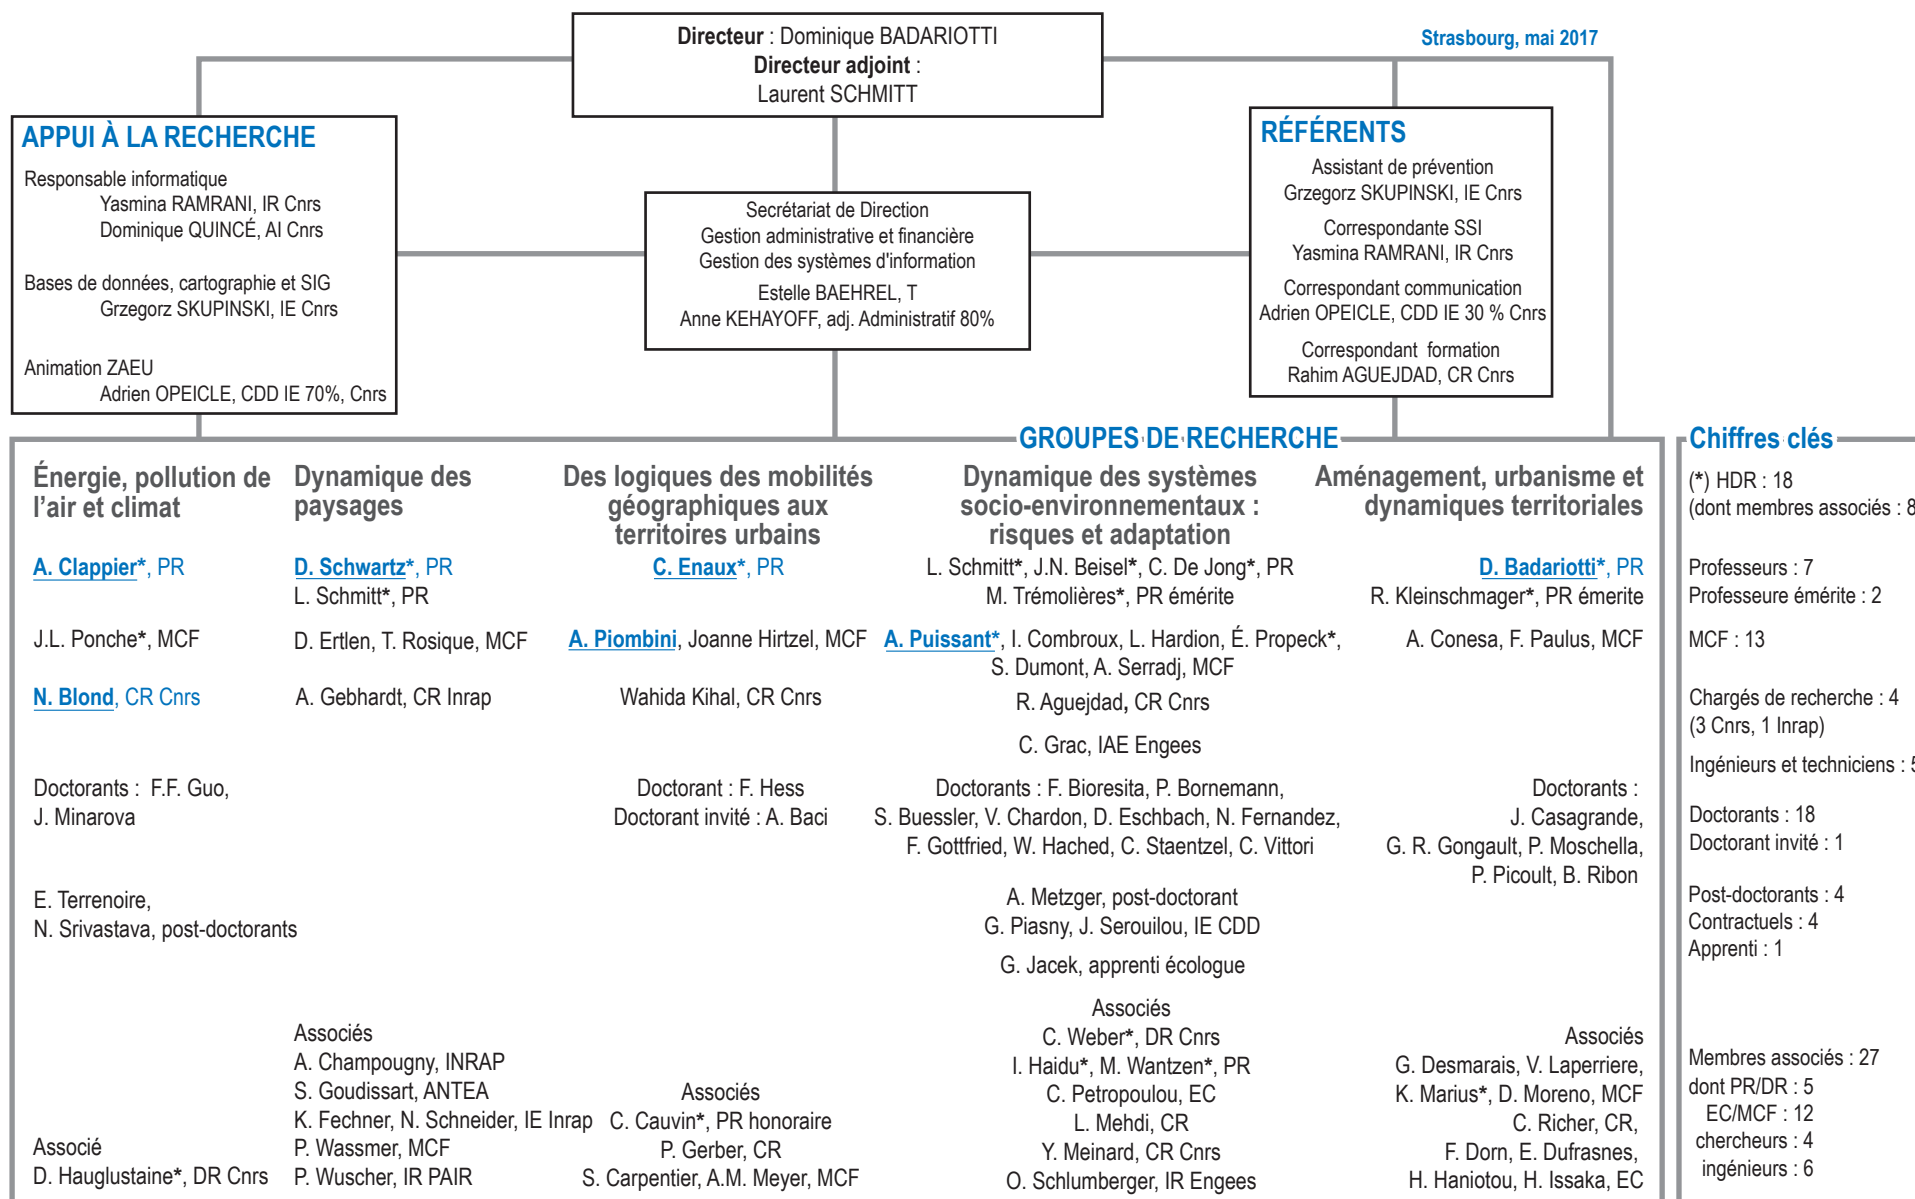 Directeur : Dominique BADARIOTTI
Directeur adjoint :
Laurent SCHMITT
Strasbourg, mai 2017
APPUI À LA RECHERCHE
Responsable informatique
Yasmina RAMRANI, IR Cnrs
Dominique QUINCÉ, AI Cnrs
Bases de données, cartographie et SIG
Grzegorz SKUPINSKI, IE Cnrs
Animation ZAEU
Adrien OPEICLE, CDD IE 70%, Cnrs
Secrétariat de Direction
Gestion administrative et financière
Gestion des systèmes d'information
Estelle BAEHREL, T
Anne KEHAYOFF, adj. Administratif 80%
RÉFÉRENTS
Assistant de prévention
Grzegorz SKUPINSKI, IE Cnrs
Correspondante SSI
Yasmina RAMRANI, IR Cnrs
Correspondant communication
Adrien OPEICLE, CDD IE 30 % Cnrs
Correspondant formation
Rahim AGUEJDAD, CR Cnrs
GROUPES DE RECHERCHE
Énergie, pollution de
l'air et climat
A. Clappier*, PR
J.L. Ponche*, MCF
N. Blond, CR Cnrs
Doctorants : F.F. Guo,
J. Minarova
E. Terrenoire,
N. Srivastava, post-doctorants
Associé
D. Hauglustaine*, DR Cnrs
Dynamique des
paysages
D. Schwartz*, PR
L. Schmitt*, PR
D. Ertlen, T. Rosique, MCF
A. Gebhardt, CR Inrap
Associés
A. Champougny, INRAP
S. Goudissart, ANTEA
K. Fechner, N. Schneider, IE Inrap
P. Wassmer, MCF
P. Wuscher, IR PAIR
Des logiques des mobilités
géographiques aux
territoires urbains
C. Enaux*, PR
A. Piombini, Joanne Hirtzel, MCF
Wahida Kihal, CR Cnrs
Doctorant : F. Hess
Doctorant invité : A. Baci
Associés
C. Cauvin*, PR honoraire
P. Gerber, CR
S. Carpentier, A.M. Meyer, MCF
Dynamique des systèmes
socio-environnementaux :
risques et adaptation
L. Schmitt*, J.N. Beisel*, C. De Jong*, PR
M. Trémolières*, PR émérite
A. Puissant*, I. Combroux, L. Hardion, É. Propeck*,
S. Dumont, A. Serradj, MCF
R. Aguejdad, CR Cnrs
C. Grac, IAE Engees
Doctorants : F. Bioresita, P. Bornemann,
S. Buessler, V. Chardon, D. Eschbach, N. Fernandez,
F. Gottfried, W. Hached, C. Staentzel, C. Vittori
A. Metzger, post-doctorant
G. Piasny, J. Serouilou, IE CDD
G. Jacek, apprenti écologue
Associés
C. Weber*, DR Cnrs
I. Haidu*, M. Wantzen*, PR
C. Petropoulou, EC
L. Mehdi, CR
Y. Meinard, CR Cnrs
O. Schlumberger, IR Engees
Aménagement, urbanisme et
dynamiques territoriales
D. Badariotti*, PR
R. Kleinschmager*, PR émerite
A. Conesa, F. Paulus, MCF
Doctorants :
J. Casagrande,
G. R. Gongault, P. Moschella,
P. Picoult, B. Ribon
Associés
G. Desmarais, V. Laperriere,
K. Marius*, D. Moreno, MCF
C. Richer, CR,
F. Dorn, E. Dufrasnes,
H. Haniotou, H. Issaka, EC
Chiffres clés
(*) HDR : 18
(dont membres associés : 8
Professeurs : 7
Professeure émérite : 2
MCF : 13
Chargés de recherche : 4
(3 Cnrs, 1 Inrap)
Ingénieurs et techniciens : 5
Doctorants : 18
Doctorant invité : 1
Post-doctorants : 4
Contractuels : 4
Apprenti : 1
Membres associés : 27
dont PR/DR : 5
EC/MCF : 12
chercheurs : 4
ingénieurs : 6